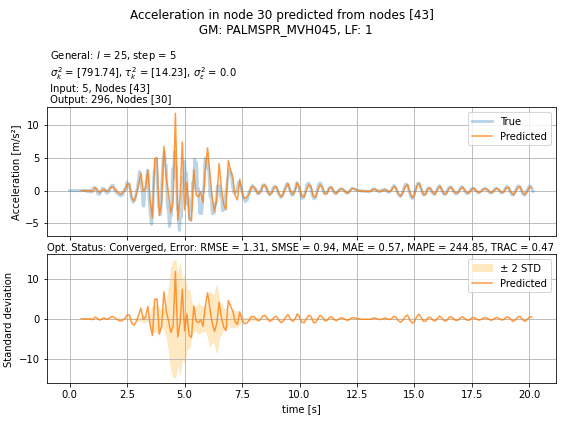 Acceleration in node 30 predicted from nodes [43]
GM: PALMSPR_MVH045, LF: 1
General: l = 25, step = 5
σ²ₖ = [791.74], τ²ₖ = [14.23], σ²ε = 0.0
Input: 5, Nodes [43]
Output: 296, Nodes [30]
Acceleration [m/s²]
10
5
0
−5
True
Predicted
Opt. Status: Converged, Error: RMSE = 1.31, SMSE = 0.94, MAE = 0.57, MAPE = 244.85, TRAC = 0.47
Standard deviation
10
0
−10
± 2 STD
Predicted
0.0 2.5 5.0 7.5 10.0 12.5 15.0 17.5 20.0
time [s]